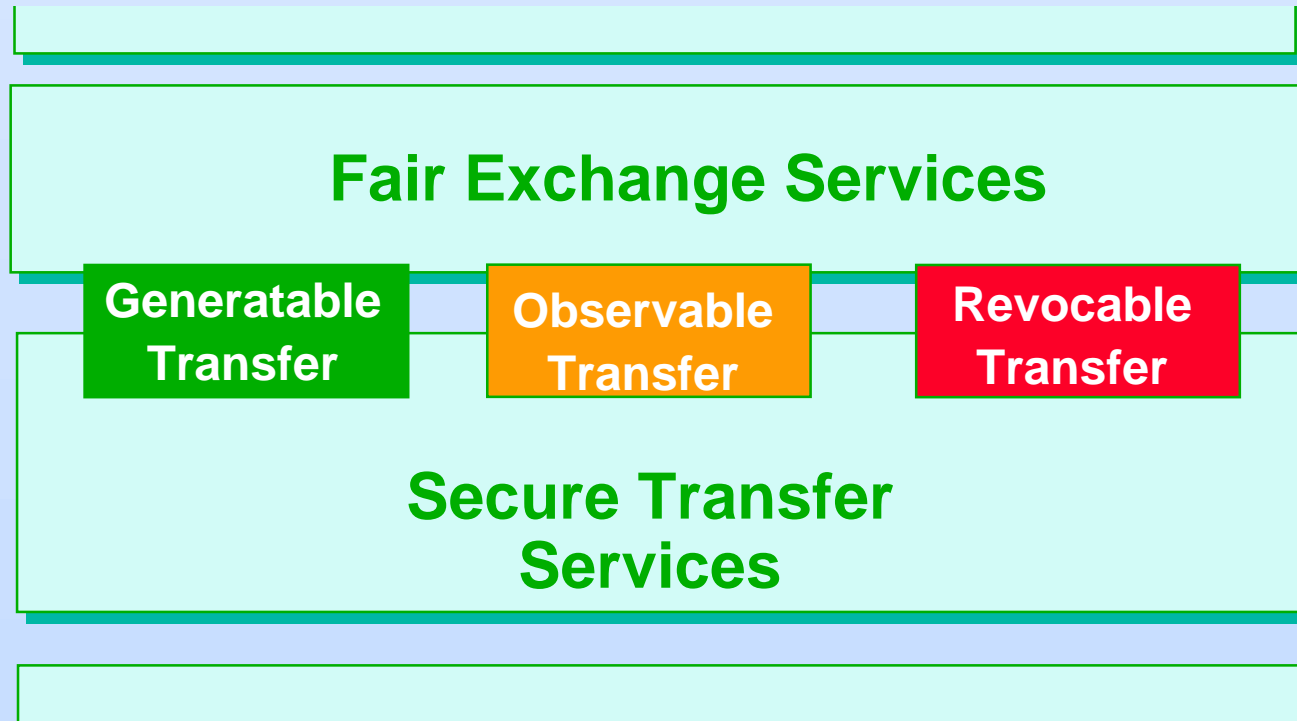 Fair Exchange Services
Generatable
Transfer
Observable
Transfer
Revocable
Transfer
Secure Transfer
Services